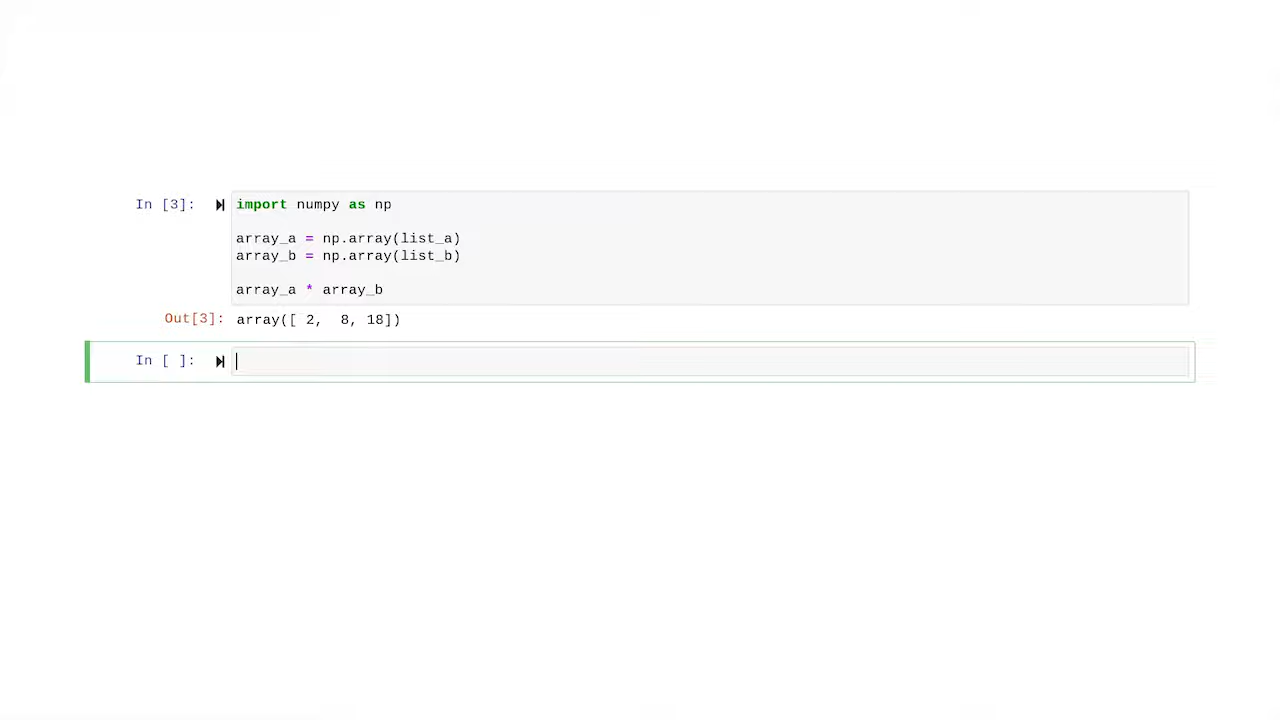 In [3]: import numpy as np
array_a = np.array(list_a)
array_b = np.array(list_b)
array_a * array_b
Out[3]: array([ 2,  8, 18])
In [ ]: